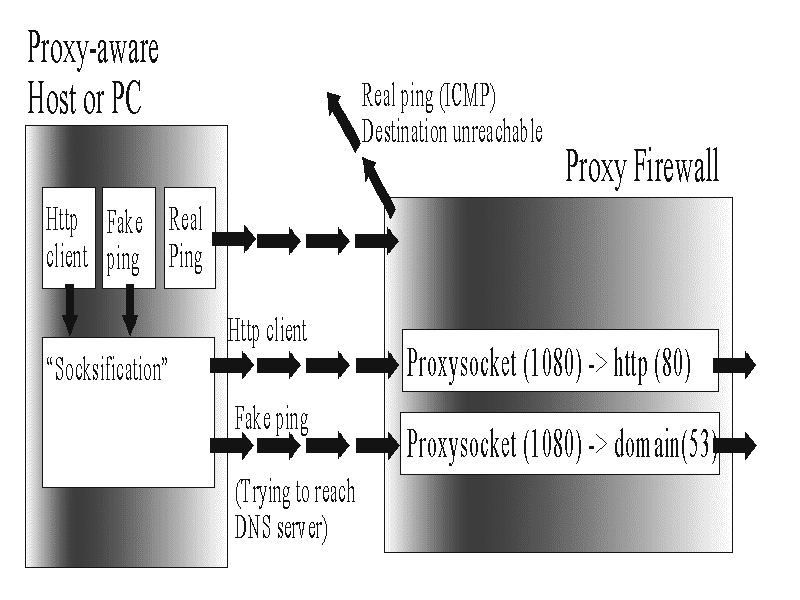 Proxy-aware
Host or PC
Real ping (ICMP)
Destination unreachable
Proxy Firewall
Http
client
Fake
ping
Real
Ping
Http client
"Socksification"
Proxysocket (1080) -> http (80)
Fake ping
Proxysocket (1080) -> domain(53)
(Trying to reach
DNS server)